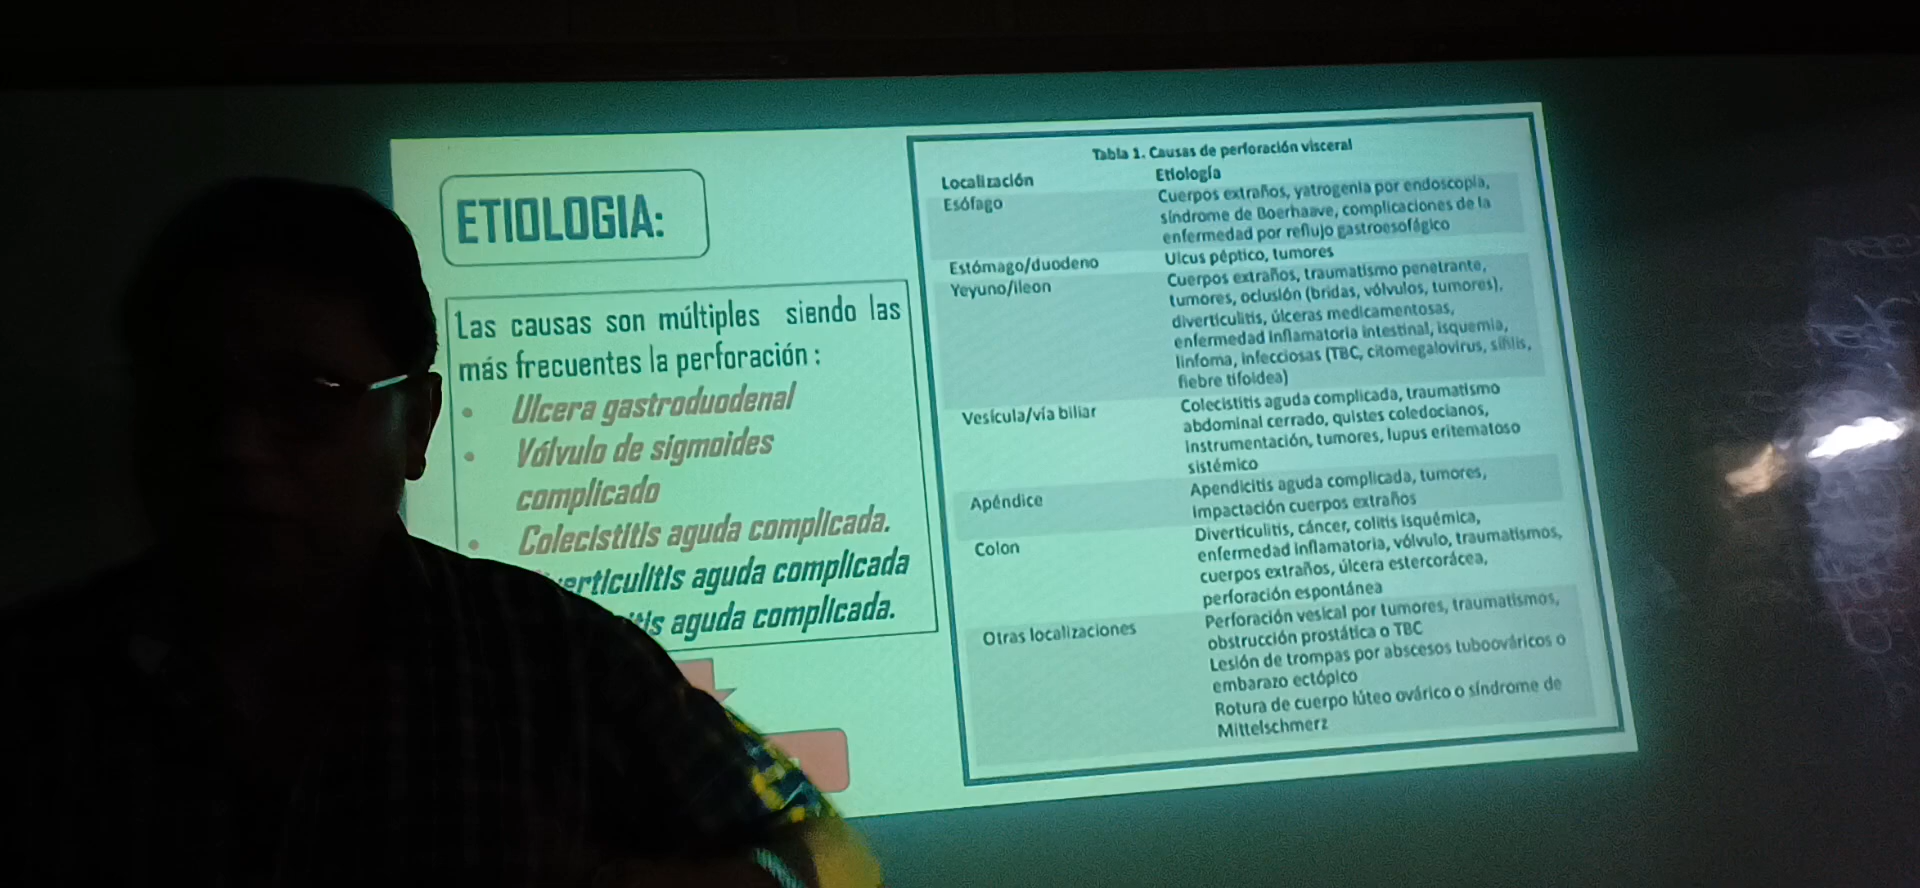 ETIOLOGIA:
Las causas son múltiples siendo las
más frecuentes la perforación :
• Ulcera gastroduodenal
• Vólvulo de sigmoides
complicado
• Colecistitis aguda complicada.
aguda complicada
aguda complicada.
Tabla 1. Causas de perforación visceral
Localización Etiología
Esófago Cuerpos extraños, yatrogenia por endoscopia,
síndrome de Boerhaave, complicaciones de la
enfermedad por reflujo gastroesofágico
Estómago/duodeno Ulcus péptico, tumores
Yeyuno/íleon Cuerpos extraños, traumatismo penetrante,
tumores, oclusión (bridas, vólvulos, tumores),
diverticulitis, úlceras medicamentosas,
enfermedad inflamatoria intestinal, isquemia,
linfoma, infecciosas (TBC, citomegalovirus, sífilis,
fiebre tifoidea)
Vesícula/vía biliar Colecistitis aguda complicada, traumatismo
abdominal cerrado, quistes coledocianos,
instrumentación, tumores, lupus eritematoso
sistémico
Apéndice Apendicitis aguda complicada, tumores,
impactación cuerpos extraños
Colon Diverticulitis, cáncer, colitis isquémica,
enfermedad inflamatoria, vólvulo, traumatismos,
cuerpos extraños, úlcera estercorácea,
perforación espontánea
Otras localizaciones Perforación vesical por tumores, traumatismos,
obstrucción prostática o TBC
Lesión de trompas por abscesos tuboováricos o
embarazo ectópico
Rotura de cuerpo lúteo ovárico o síndrome de
Mittelschmerz